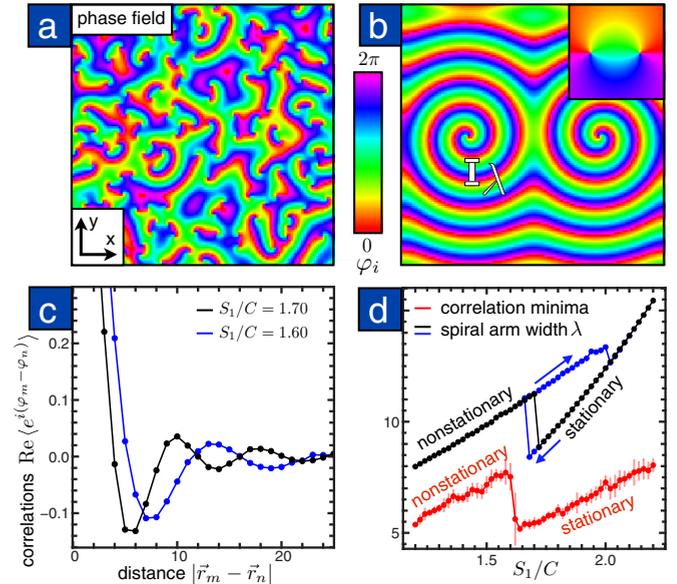 a
phase field
y
x
2π
0
φᵢ
b
λ
c
S₁/C = 1.70
S₁/C = 1.60
correlations Re⟨e^{i(φₘ−φₙ)}⟩
0.2
0.0
−0.1
0
10
20
distance |r⃗ₘ − r⃗ₙ|
d
correlation minima
spiral arm width λ
nonstationary
stationary
nonstationary
stationary
10
5
1.5
2.0
S₁/C